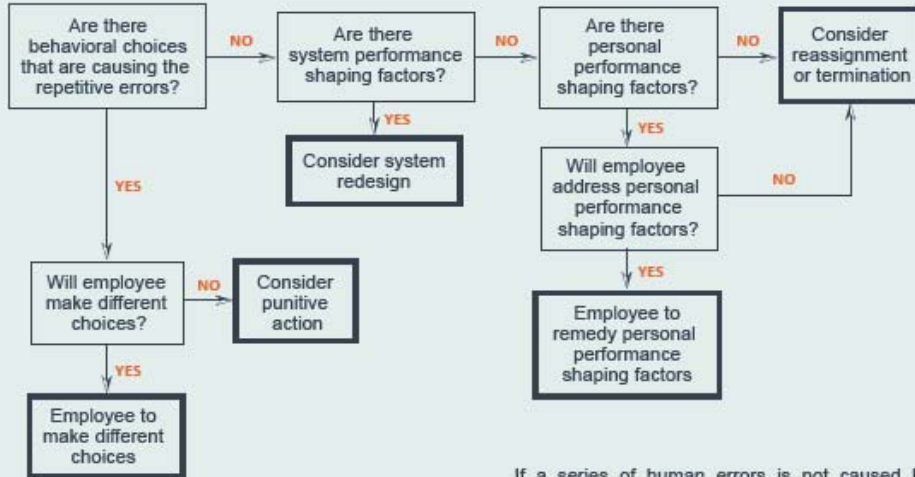 Are there
behavioral choices
that are causing the
repetitive errors?
NO
Are there
system performance
shaping factors?
NO
Are there
personal
performance
shaping factors?
NO
Consider
reassignment
or termination
YES
Consider system
redesign
YES
Will employee
address personal
performance
shaping factors?
NO
YES
Will employee
make different
choices?
NO
Consider
punitive
action
YES
Employee to
remedy personal
performance
shaping factors
YES
Employee to
make different
choices
If a series of human errors is not caused